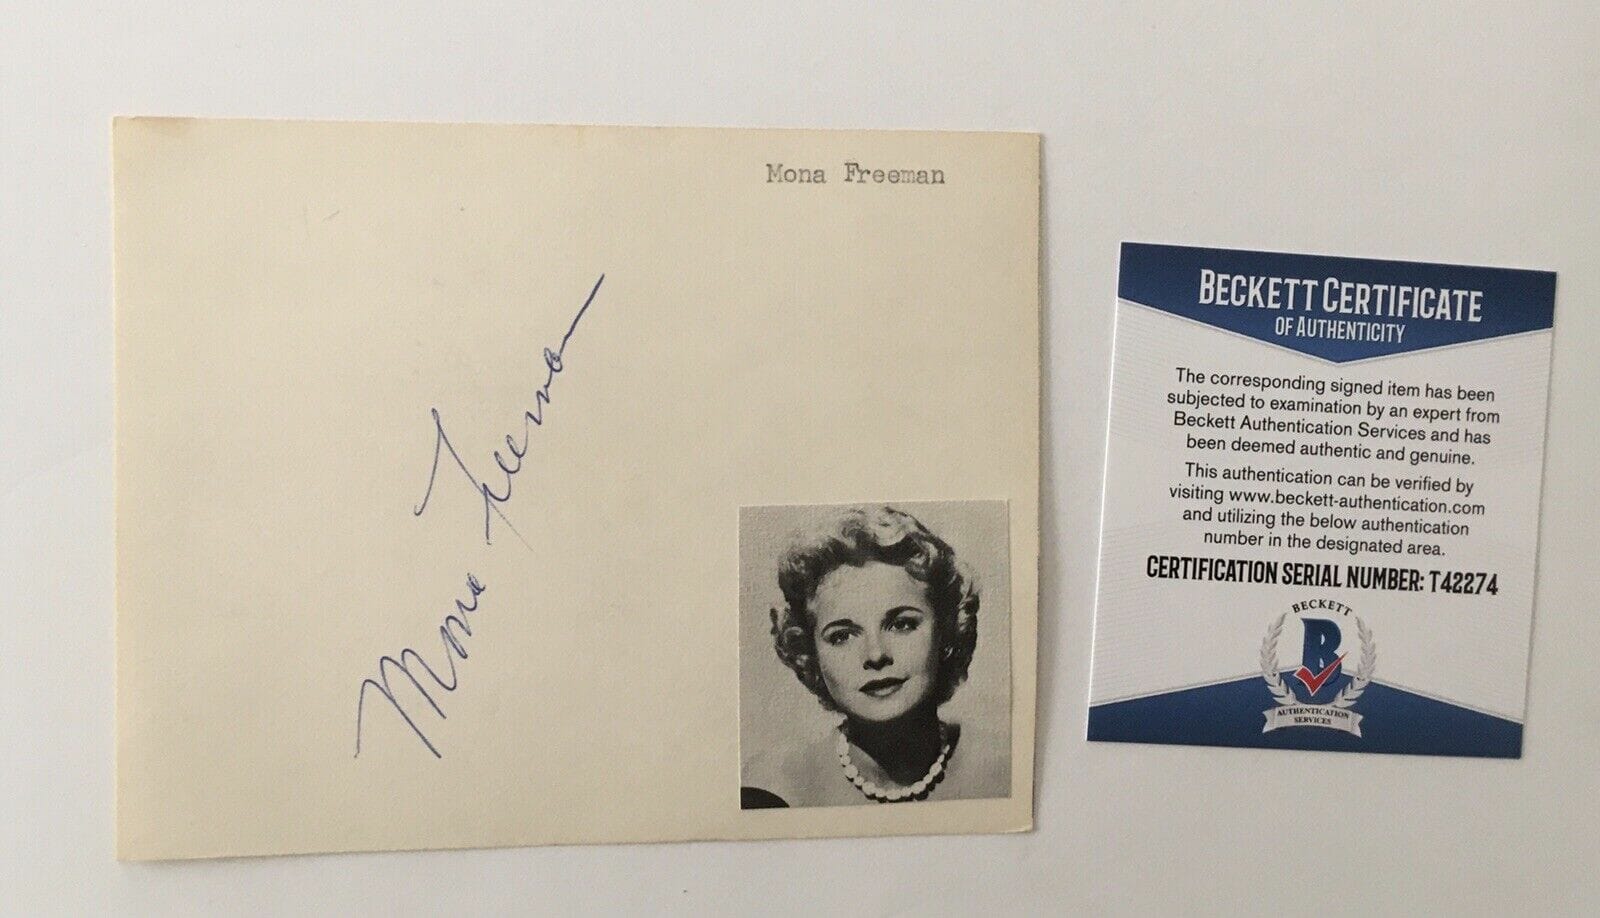 Mona Freeman
Mona Freeman
BECKETT CERTIFICATE
OF AUTHENTICITY
The corresponding signed item has been
subjected to examination by an expert from
Beckett Authentication Services and has
been deemed authentic and genuine.
This authentication can be verified by
visiting www.beckett-authentication.com
and utilizing the below authentication
number in the designated area.
CERTIFICATION SERIAL NUMBER: T42274
BECKETT
B
AUTHENTICATION
SERVICES